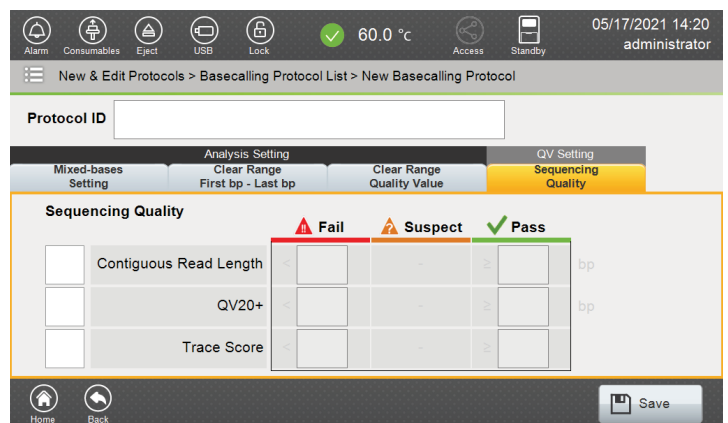 05/17/2021 14:20
60.0 °c
administrator
Alarm Consumables Eject USB Lock Access Standby
New & Edit Protocols > Basecalling Protocol List > New Basecalling Protocol
Protocol ID
Analysis Setting QV Setting
Mixed-bases Clear Range Clear Range Sequencing
Setting First bp - Last bp Quality Value Quality
Sequencing Quality
Fail Suspect Pass
Contiguous Read Length < - ≥ bp
QV20+ < - ≥ bp
Trace Score < - ≥
Save
Home Back